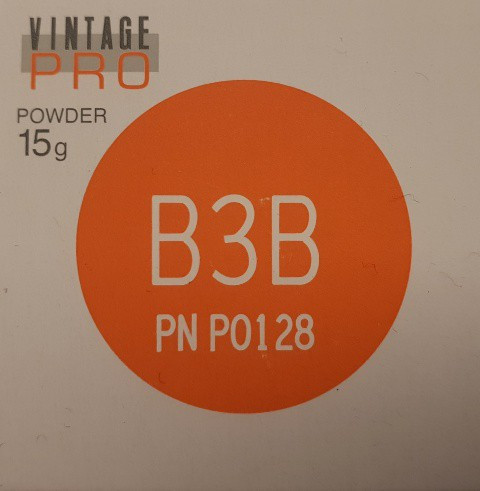 VINTAGE
PRO
POWDER
15g
B3B
PN P0128